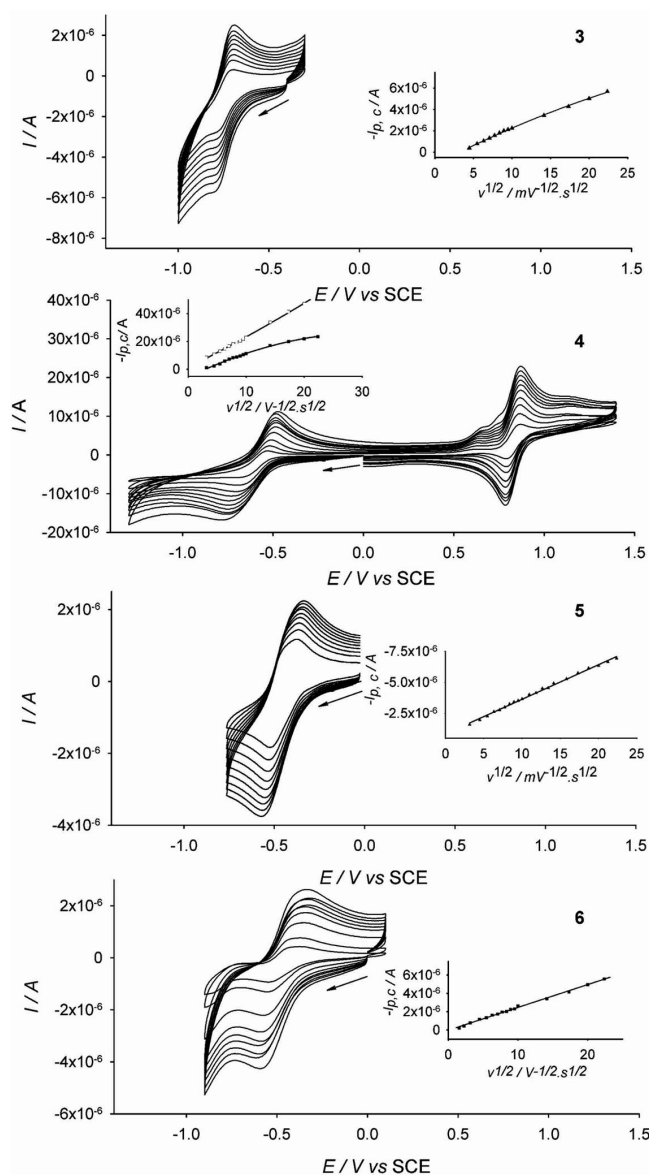 2x10-6
0
-2x10-6
-4x10-6
-6x10-6
-8x10-6
I / A
3
6x10-6
4x10-6
2x10-6
0
-Ip, c / A
0 5 10 15 20 25
v1/2 / mV-1/2.s1/2
-1.0 -0.5 0.0 0.5 1.0 1.5
E / V vs SCE
40x10-6
30x10-6
20x10-6
10x10-6
0
-10x10-6
-20x10-6
I / A
40x10-6
20x10-6
0
-Ip,c / A
0 10 20 30
v1/2 / V-1/2.s1/2
4
-1.0 -0.5 0.0 0.5 1.0 1.5
E / V vs SCE
2x10-6
0
-2x10-6
-4x10-6
I / A
5
-7.5x10-6
-5.0x10-6
-2.5x10-6
-Ip, c / A
0 5 10 15 20 25
v1/2 / mV-1/2.s1/2
-1.0 -0.5 0.0 0.5 1.0 1.5
E / V vs SCE
2x10-6
0
-2x10-6
-4x10-6
-6x10-6
I / A
6
6x10-6
4x10-6
2x10-6
0
-Ip,c / A
0 10 20
v1/2 / V-1/2.s1/2
-1.0 -0.5 0.0 0.5 1.0 1.5
E / V vs SCE